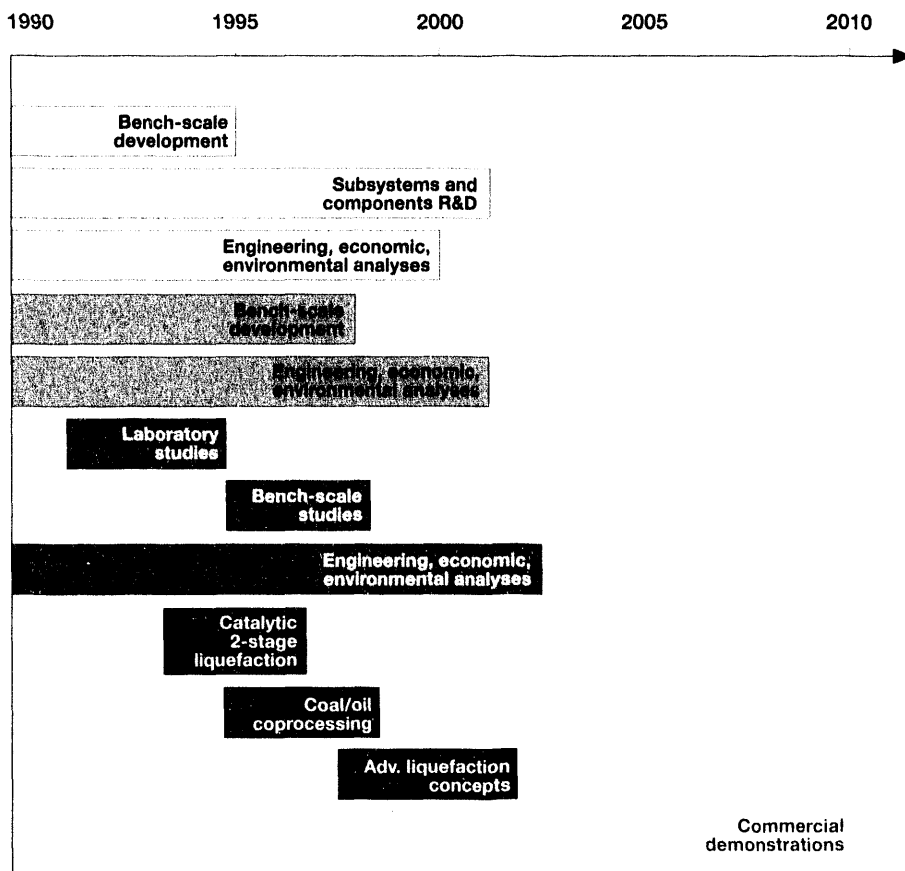 1990 1995 2000 2005 2010
Bench-scale
development
Subsystems and
components R&D
Engineering, economic,
environmental analyses
Bench-scale
development
Engineering, economic,
environmental analyses
Laboratory
studies
Bench-scale
studies
Engineering, economic,
environmental analyses
Catalytic
2-stage
liquefaction
Coal/oil
coprocessing
Adv. liquefaction
concepts
Commercial
demonstrations